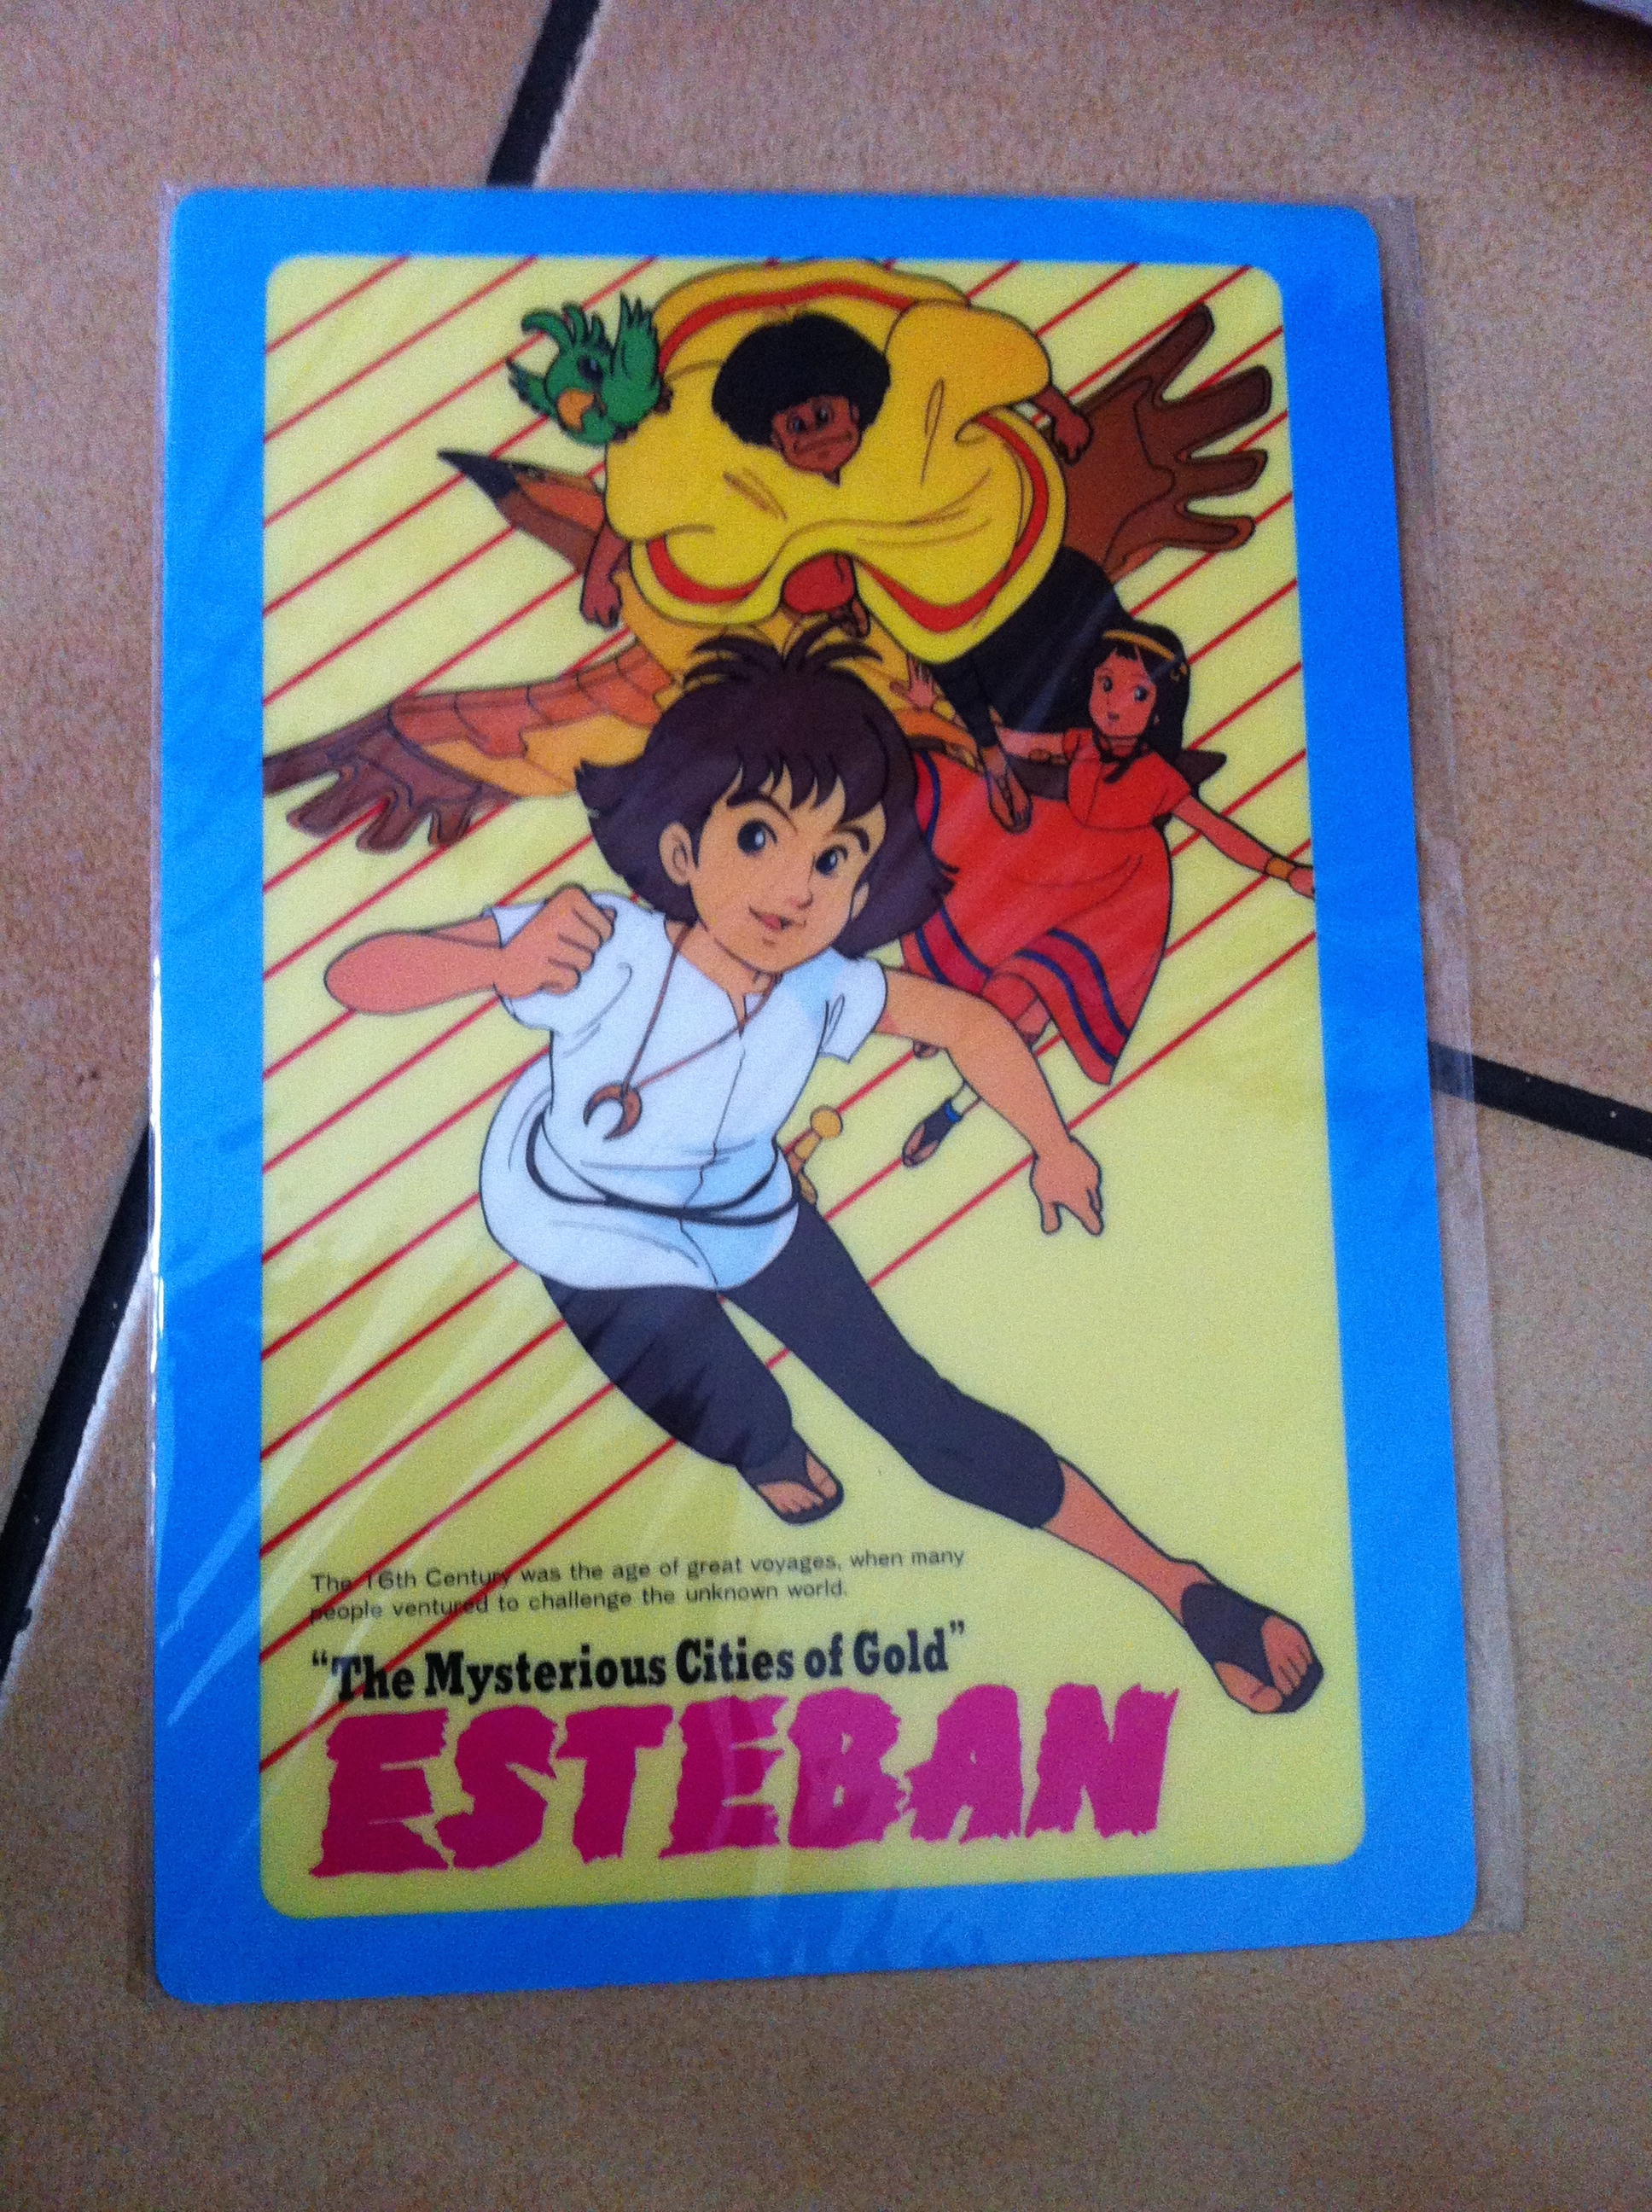 The 16th Century was the age of great voyages, when many
people ventured to challenge the unknown world.
"The Mysterious Cities of Gold"
ESTEBAN